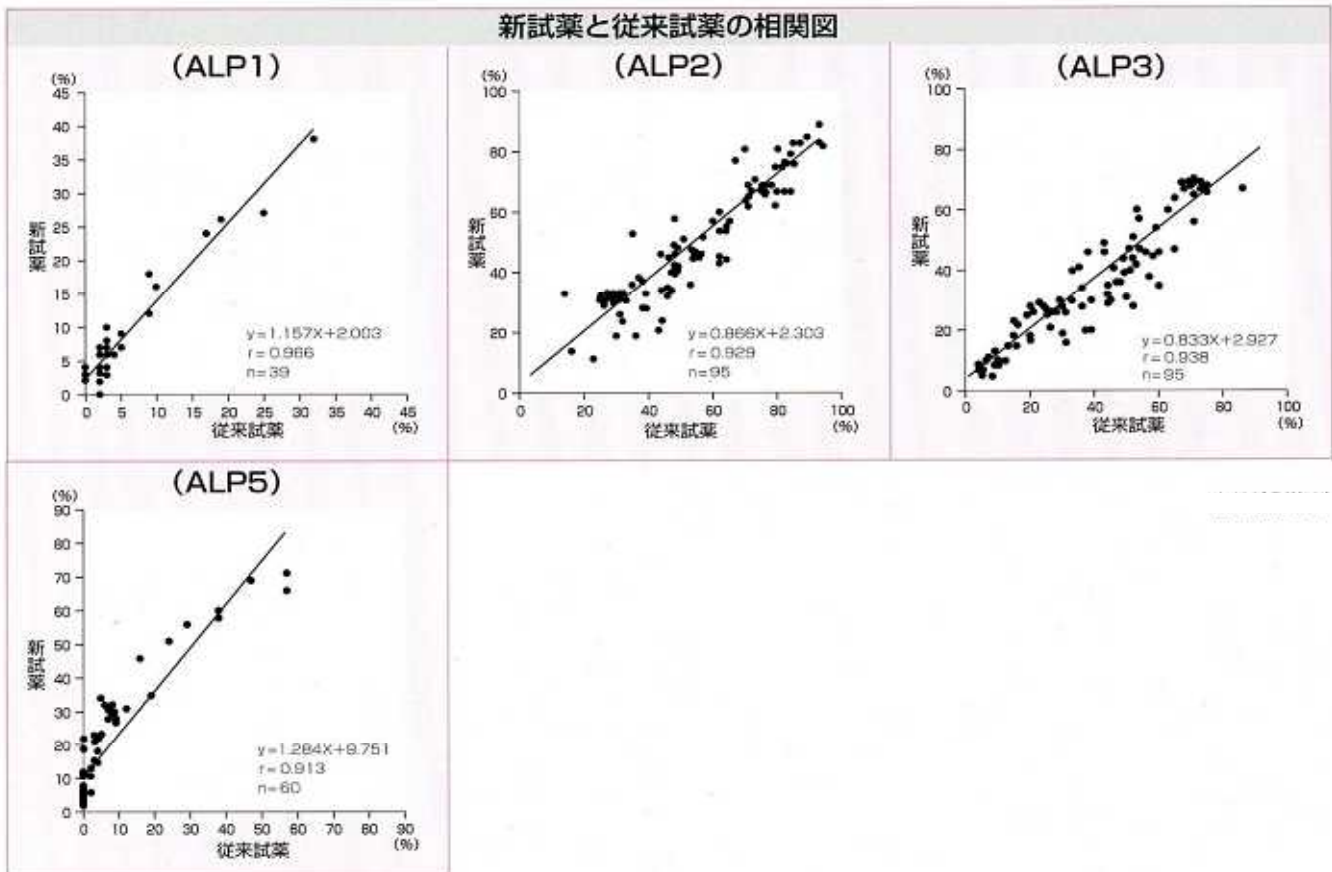 新試薬と従来試薬の相関図
(ALP1)
(%)
45
40
35
30
25
20
15
10
5
0
新試薬
y=1.157X+2.003
r=0.966
n=39
0 5 10 15 20 25 30 35 40 45
従来試薬 (%)
(ALP2)
(%)
100
80
60
40
20
0
新試薬
y=0.866X+2.303
r=0.929
n=95
0 20 40 60 80 100
従来試薬 (%)
(ALP3)
(%)
100
80
60
40
20
0
新試薬
y=0.833X+2.927
r=0.938
n=95
0 20 40 60 80 100
従来試薬 (%)
(ALP5)
(%)
90
80
70
60
50
40
30
20
10
0
新試薬
y=1.284X+9.751
r=0.913
n=60
0 10 20 30 40 50 60 70 80 90
従来試薬 (%)